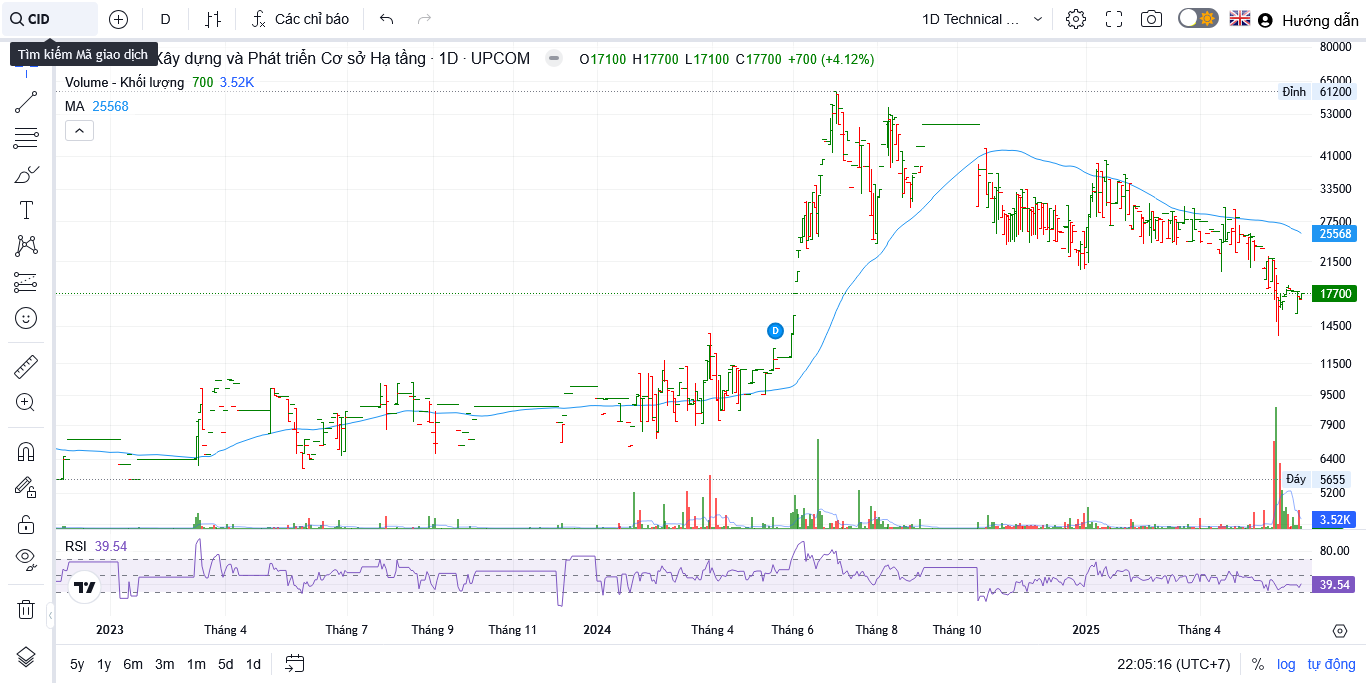 CID
D
Các chỉ báo
1D Technical ...
Hướng dẫn
Tìm kiếm Mã giao dịch
Xây dựng và Phát triển Cơ sở Hạ tầng · 1D · UPCOM
O17100 H17700 L17100 C17700 +700 (+4.12%)
Volume - Khối lượng 700 3.52K
MA 25568
80000
65000
Đỉnh 61200
53000
41000
33500
27500
25568
21500
17700
14500
D
11500
9500
7900
6400
Đáy 5655
5200
3.52K
RSI 39.54
80.00
39.54
2023 Tháng 4 Tháng 7 Tháng 9 Tháng 11 2024 Tháng 4 Tháng 6 Tháng 8 Tháng 10 2025 Tháng 4
5y 1y 6m 3m 1m 5d 1d
22:05:16 (UTC+7) % log tự động